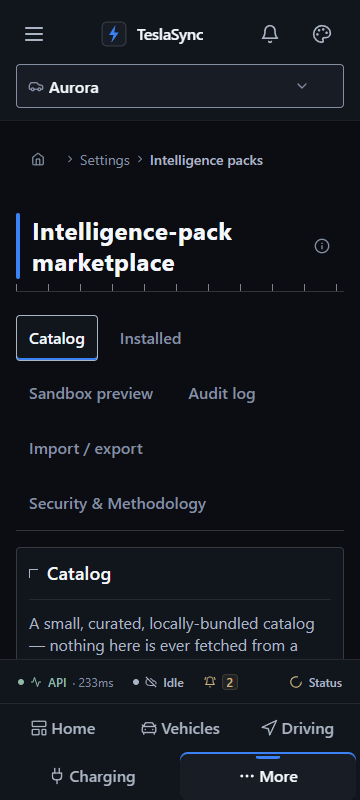 TeslaSync
Aurora
Settings Intelligence packs
Intelligence-pack
marketplace
Catalog Installed
Sandbox preview Audit log
Import / export
Security & Methodology
Catalog
A small, curated, locally-bundled catalog
— nothing here is ever fetched from a
API · 233ms Idle 2 Status
Home Vehicles Driving
Charging More